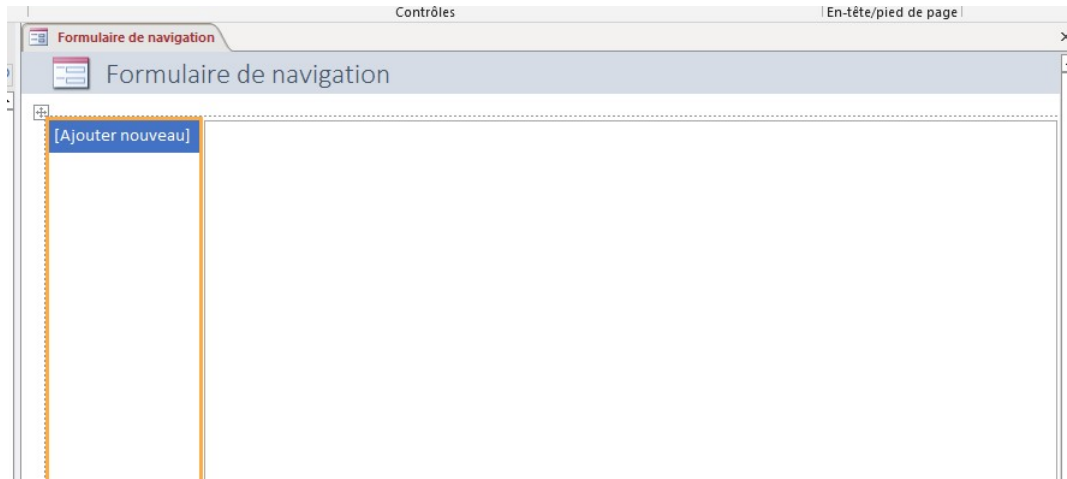 Contrôles
En-tête/pied de page
Formulaire de navigation
Formulaire de navigation
[Ajouter nouveau]